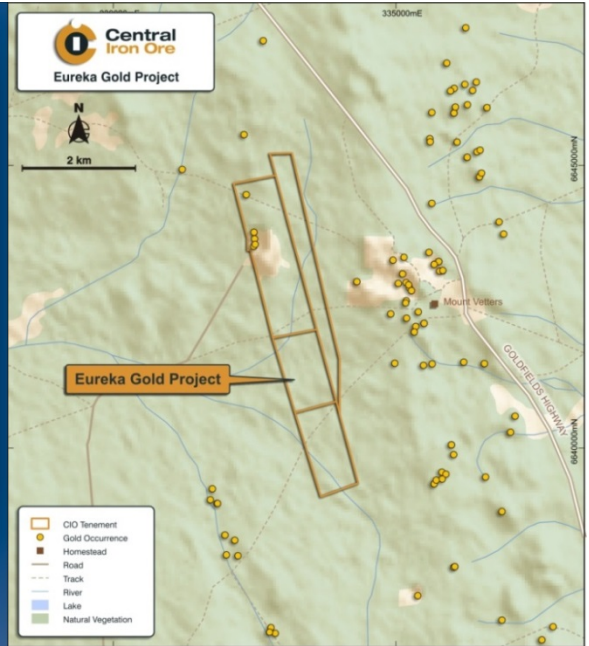 Central
Iron Ore
Eureka Gold Project
335000mE
N
2 km
6645000mN
Mount Vetters
GOLDFIELDS HIGHWAY
Eureka Gold Project
6640000mN
CIO Tenement
Gold Occurrence
Homestead
Road
Track
River
Lake
Natural Vegetation